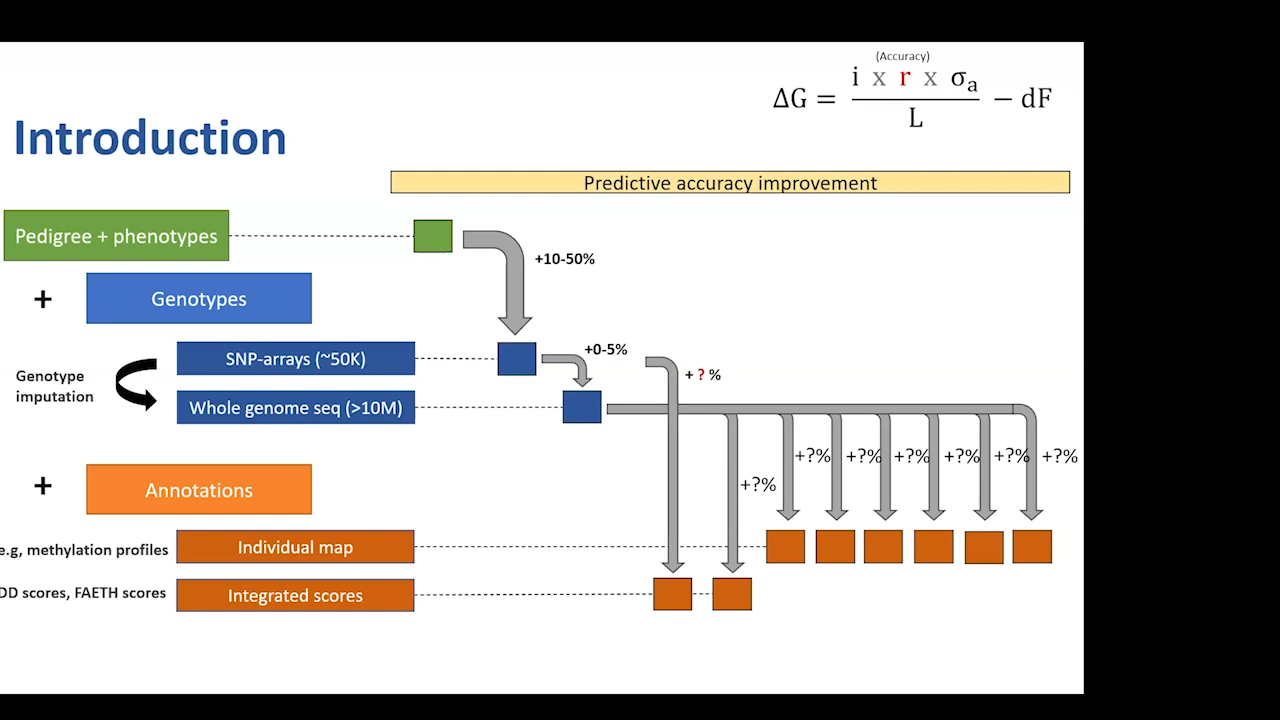 (Accuracy)
i x r x σa
ΔG = — − dF
L
Introduction
Predictive accuracy improvement
Pedigree + phenotypes
+10-50%
+ Genotypes
SNP-arrays (~50K)
+0-5%
+ ? %
Genotype
imputation
Whole genome seq (>10M)
+?% +?% +?% +?% +?% +?%
+?%
+ Annotations
e.g, methylation profiles Individual map
DD scores, FAETH scores Integrated scores